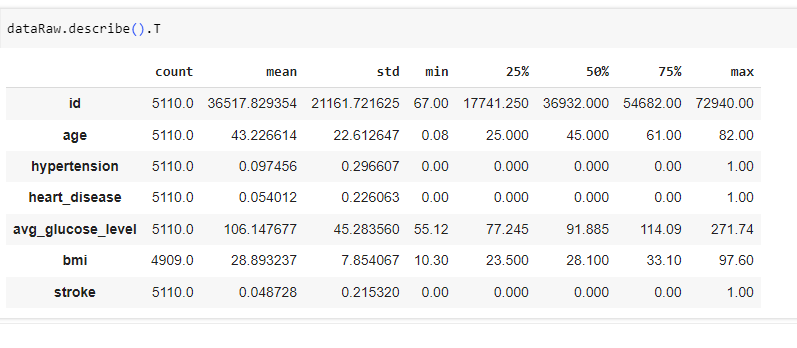 dataRaw.describe().T
count mean std min 25% 50% 75% max
id 5110.0 36517.829354 21161.721625 67.00 17741.250 36932.000 54682.00 72940.00
age 5110.0 43.226614 22.612647 0.08 25.000 45.000 61.00 82.00
hypertension 5110.0 0.097456 0.296607 0.00 0.000 0.000 0.00 1.00
heart_disease 5110.0 0.054012 0.226063 0.00 0.000 0.000 0.00 1.00
avg_glucose_level 5110.0 106.147677 45.283560 55.12 77.245 91.885 114.09 271.74
bmi 4909.0 28.893237 7.854067 10.30 23.500 28.100 33.10 97.60
stroke 5110.0 0.048728 0.215320 0.00 0.000 0.000 0.00 1.00